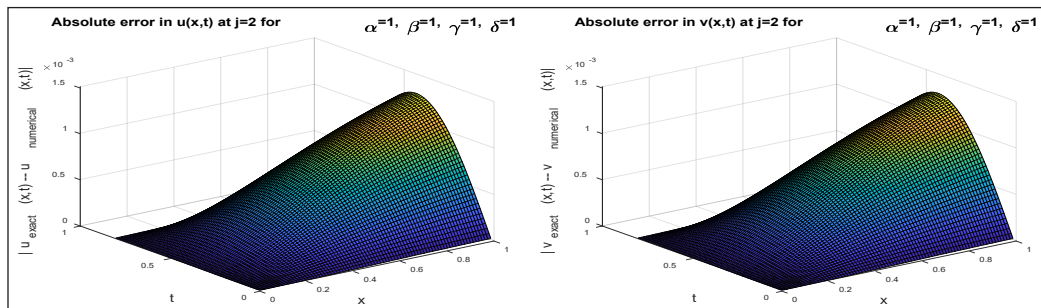 Absolute error in u(x,t) at j=2 for α=1, β=1, γ=1, δ=1
× 10 -3
1.5
1
0.5
0
| u exact (x,t) -- u numerical (x,t)|
1
0.5
0
t
0
0.2
0.4
0.6
0.8
1
x
Absolute error in v(x,t) at j=2 for α=1, β=1, γ=1, δ=1
× 10 -3
1.5
1
0.5
0
| v exact (x,t) -- v numerical (x,t)|
1
0.5
0
t
0
0.2
0.4
0.6
0.8
1
x